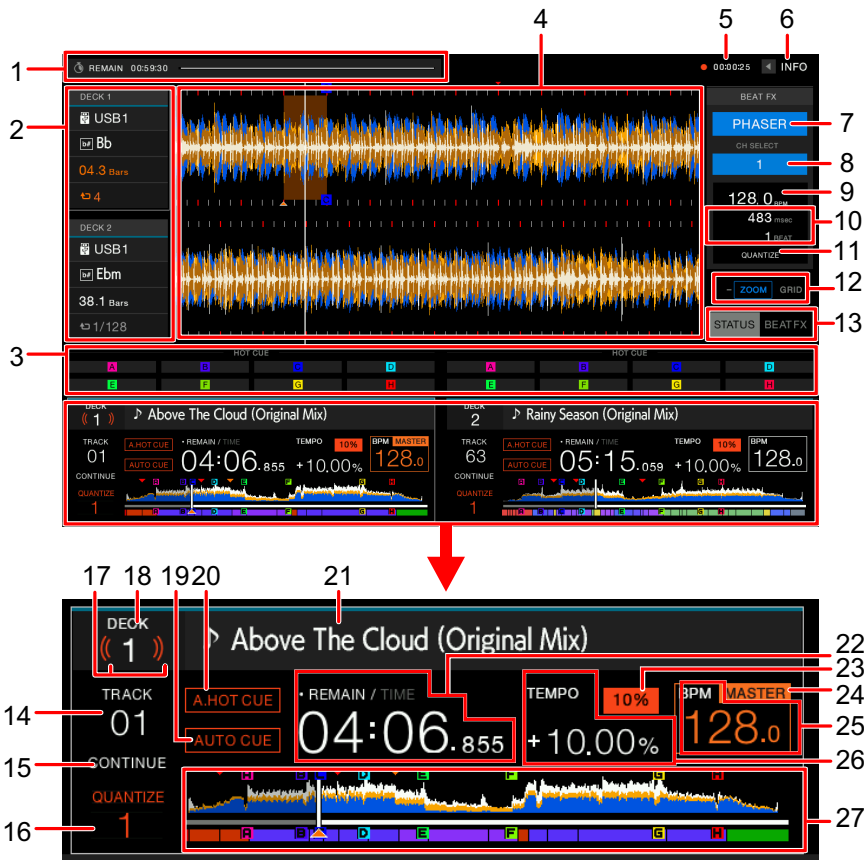 4 5 6
1 REMAIN 00:59:30 00:00:25 INFO
2 DECK 1 BEAT FX
USB1 PHASER 7
b# Bb CH SELECT
04.3 Bars 1 8
4 128.0 BPM 9
DECK 2 483 msec 10
USB1 1 BEAT
b# Ebm QUANTIZE 11
38.1 Bars - ZOOM GRID 12
1/128 STATUS BEAT FX 13
3 HOT CUE HOT CUE
A B C D A B C D
E F G H E F G H
DECK 1 Above The Cloud (Original Mix) DECK 2 Rainy Season (Original Mix)
TRACK 01 A.HOT CUE REMAIN / TIME TEMPO 10% BPM MASTER TRACK 63 A.HOT CUE REMAIN / TIME TEMPO 10% BPM
AUTO CUE 04:06.855 +10.00% 128.0 AUTO CUE 05:15.059 +10.00% 128.0
CONTINUE CONTINUE
QUANTIZE 1 QUANTIZE 1
17 18 19 20 21
DECK
1 Above The Cloud (Original Mix) 22
23
14 TRACK A.HOT CUE REMAIN / TIME TEMPO 10% BPM MASTER 24
01 AUTO CUE 04:06.855 +10.00% 128.0 25
15 CONTINUE 26
QUANTIZE A B C D E F G H
16 1 27
A B C D E F G H